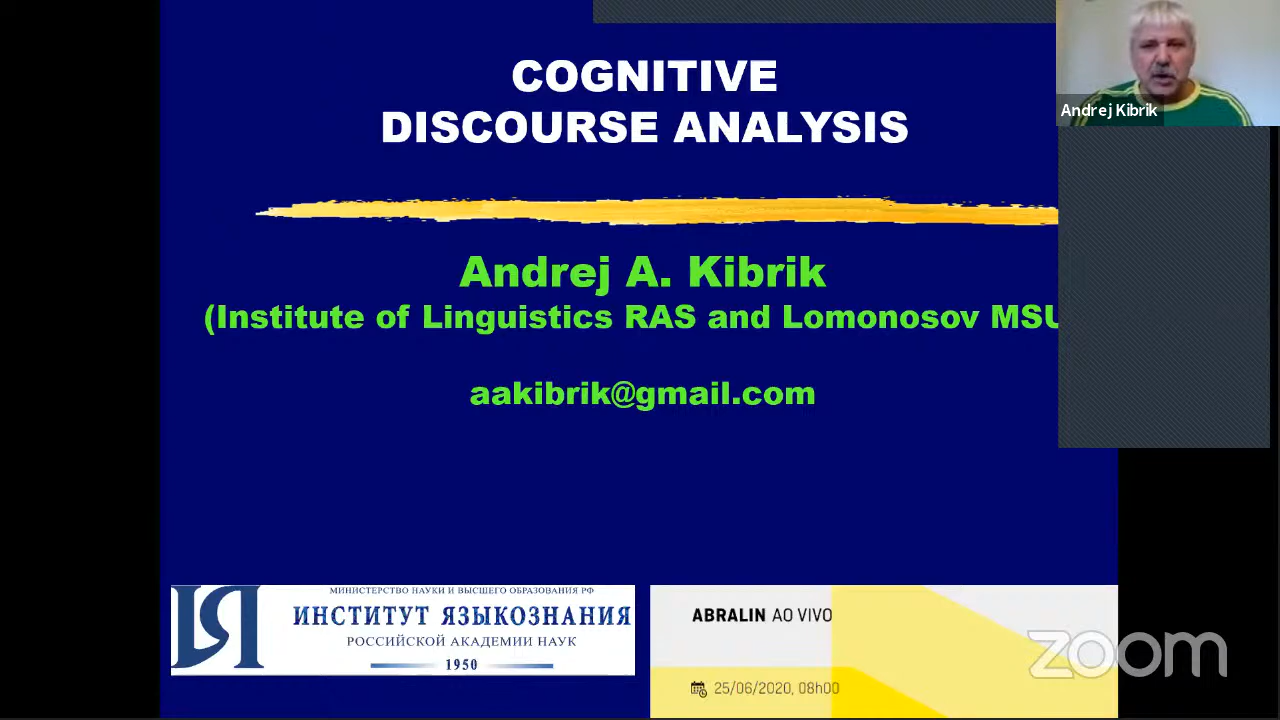 COGNITIVE
DISCOURSE ANALYSIS
Andrej Kibrik
Andrej A. Kibrik
(Institute of Linguistics RAS and Lomonosov MSU
aakibrik@gmail.com
МИНИСТЕРСТВО НАУКИ И ВЫСШЕГО ОБРАЗОВАНИЯ РФ
ИЯ
ИНСТИТУТ ЯЗЫКОЗНАНИЯ
РОССИЙСКОЙ АКАДЕМИИ НАУК
1950
ABRALIN AO VIVO
25/06/2020, 08h00
zoom